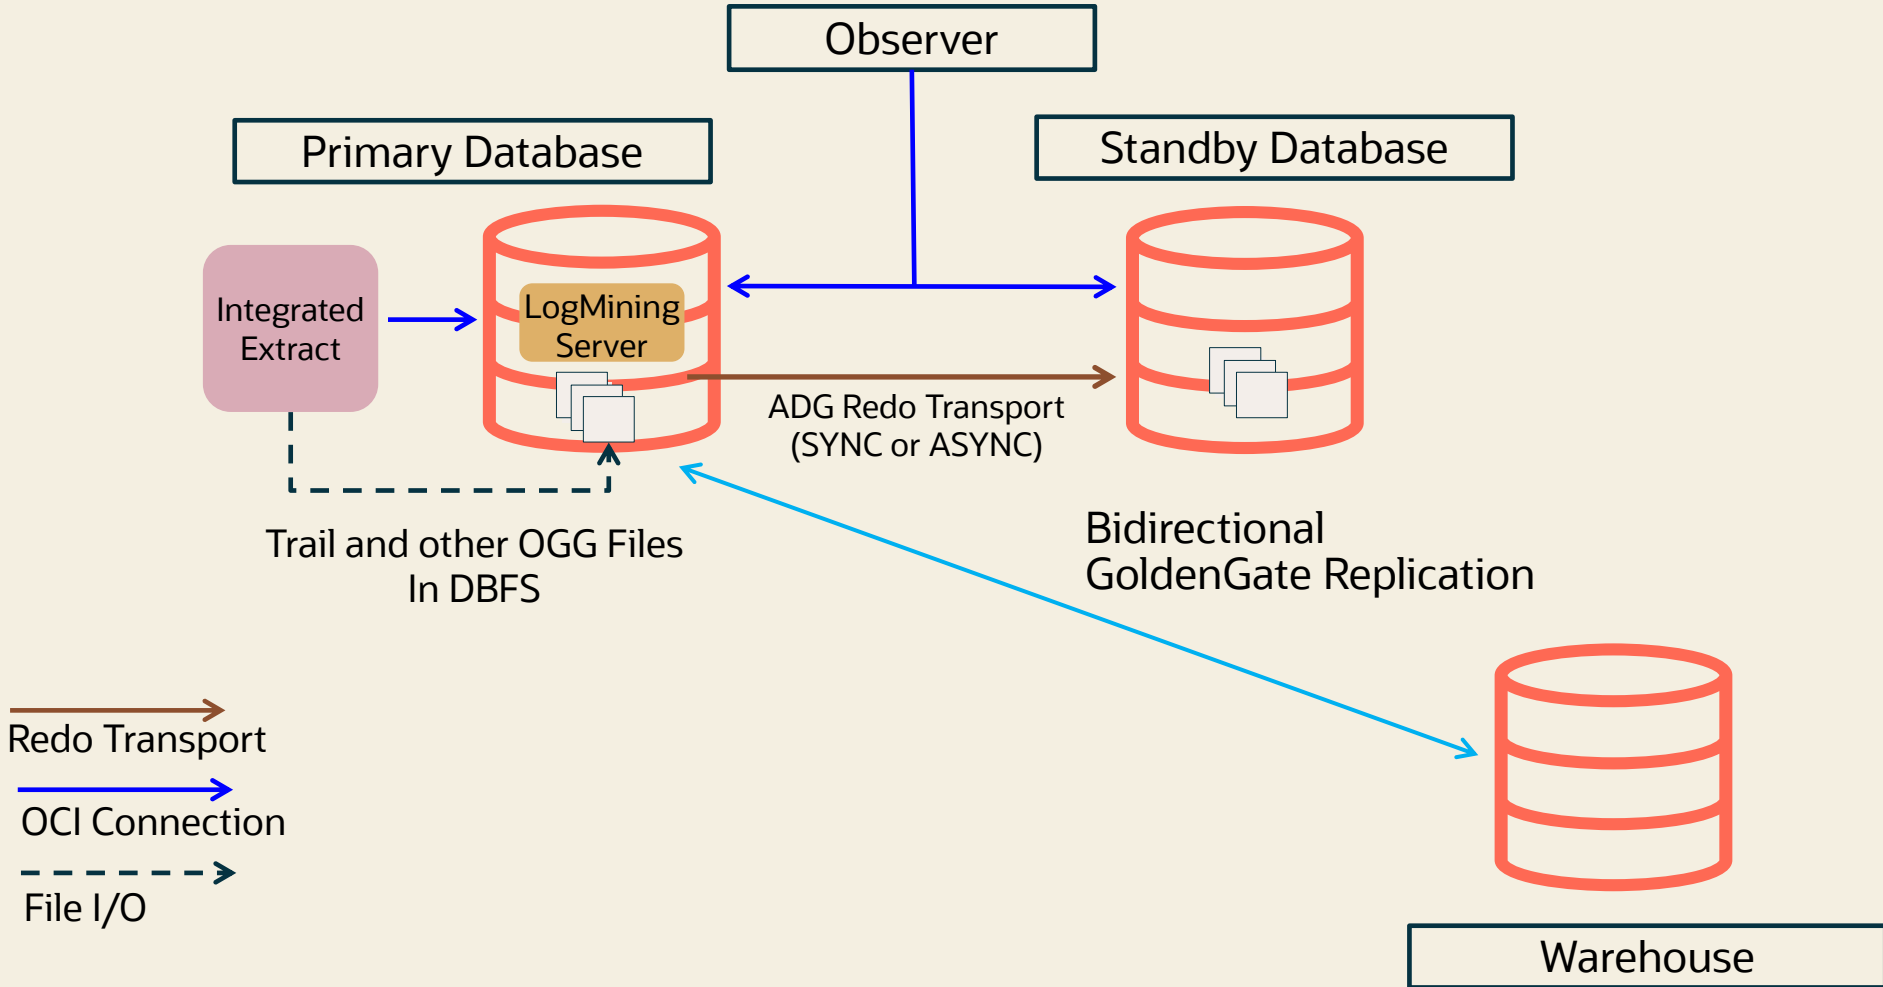 Observer
Primary Database
Standby Database
Integrated
Extract
LogMining
Server
ADG Redo Transport
(SYNC or ASYNC)
Trail and other OGG Files
In DBFS
Bidirectional
GoldenGate Replication
Redo Transport
OCI Connection
File I/O
Warehouse